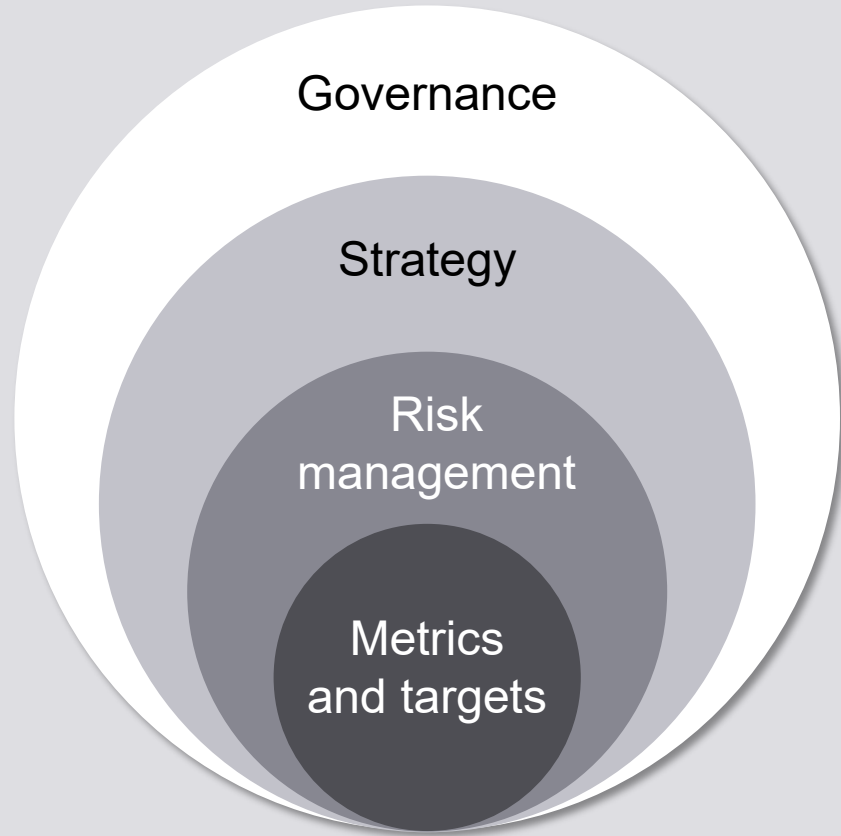 Governance
Strategy
Risk
management
Metrics
and targets